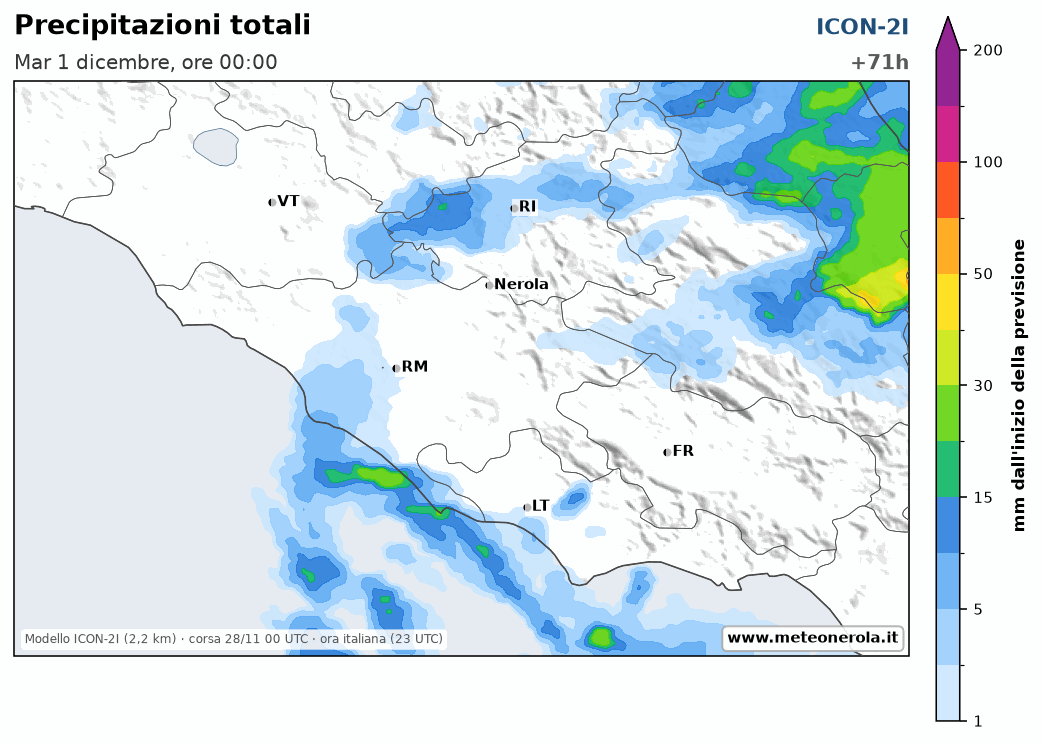 Precipitazioni totali
ICON-2I
Mar 1 dicembre, ore 00:00
+71h
200
100
50
30
15
5
1
mm dall'inizio della previsione
VT
RI
Nerola
RM
FR
LT
Modello ICON-2I (2,2 km) · corsa 28/11 00 UTC · ora italiana (23 UTC)
www.meteonerola.it